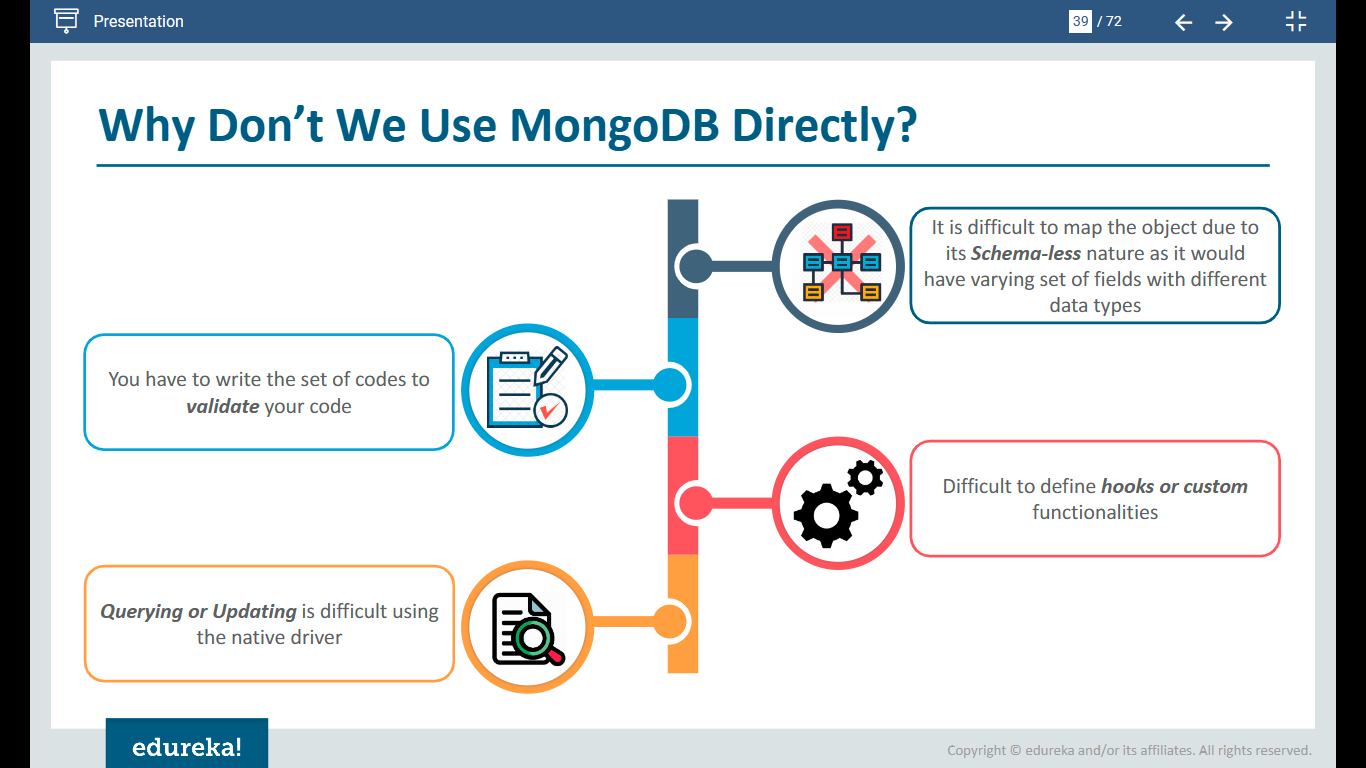 Presentation
39 / 72
Why Don’t We Use MongoDB Directly?
It is difficult to map the object due to
its Schema-less nature as it would
have varying set of fields with different
data types
You have to write the set of codes to
validate your code
Difficult to define hooks or custom
functionalities
Querying or Updating is difficult using
the native driver
edureka!
Copyright © edureka and/or its affiliates. All rights reserved.